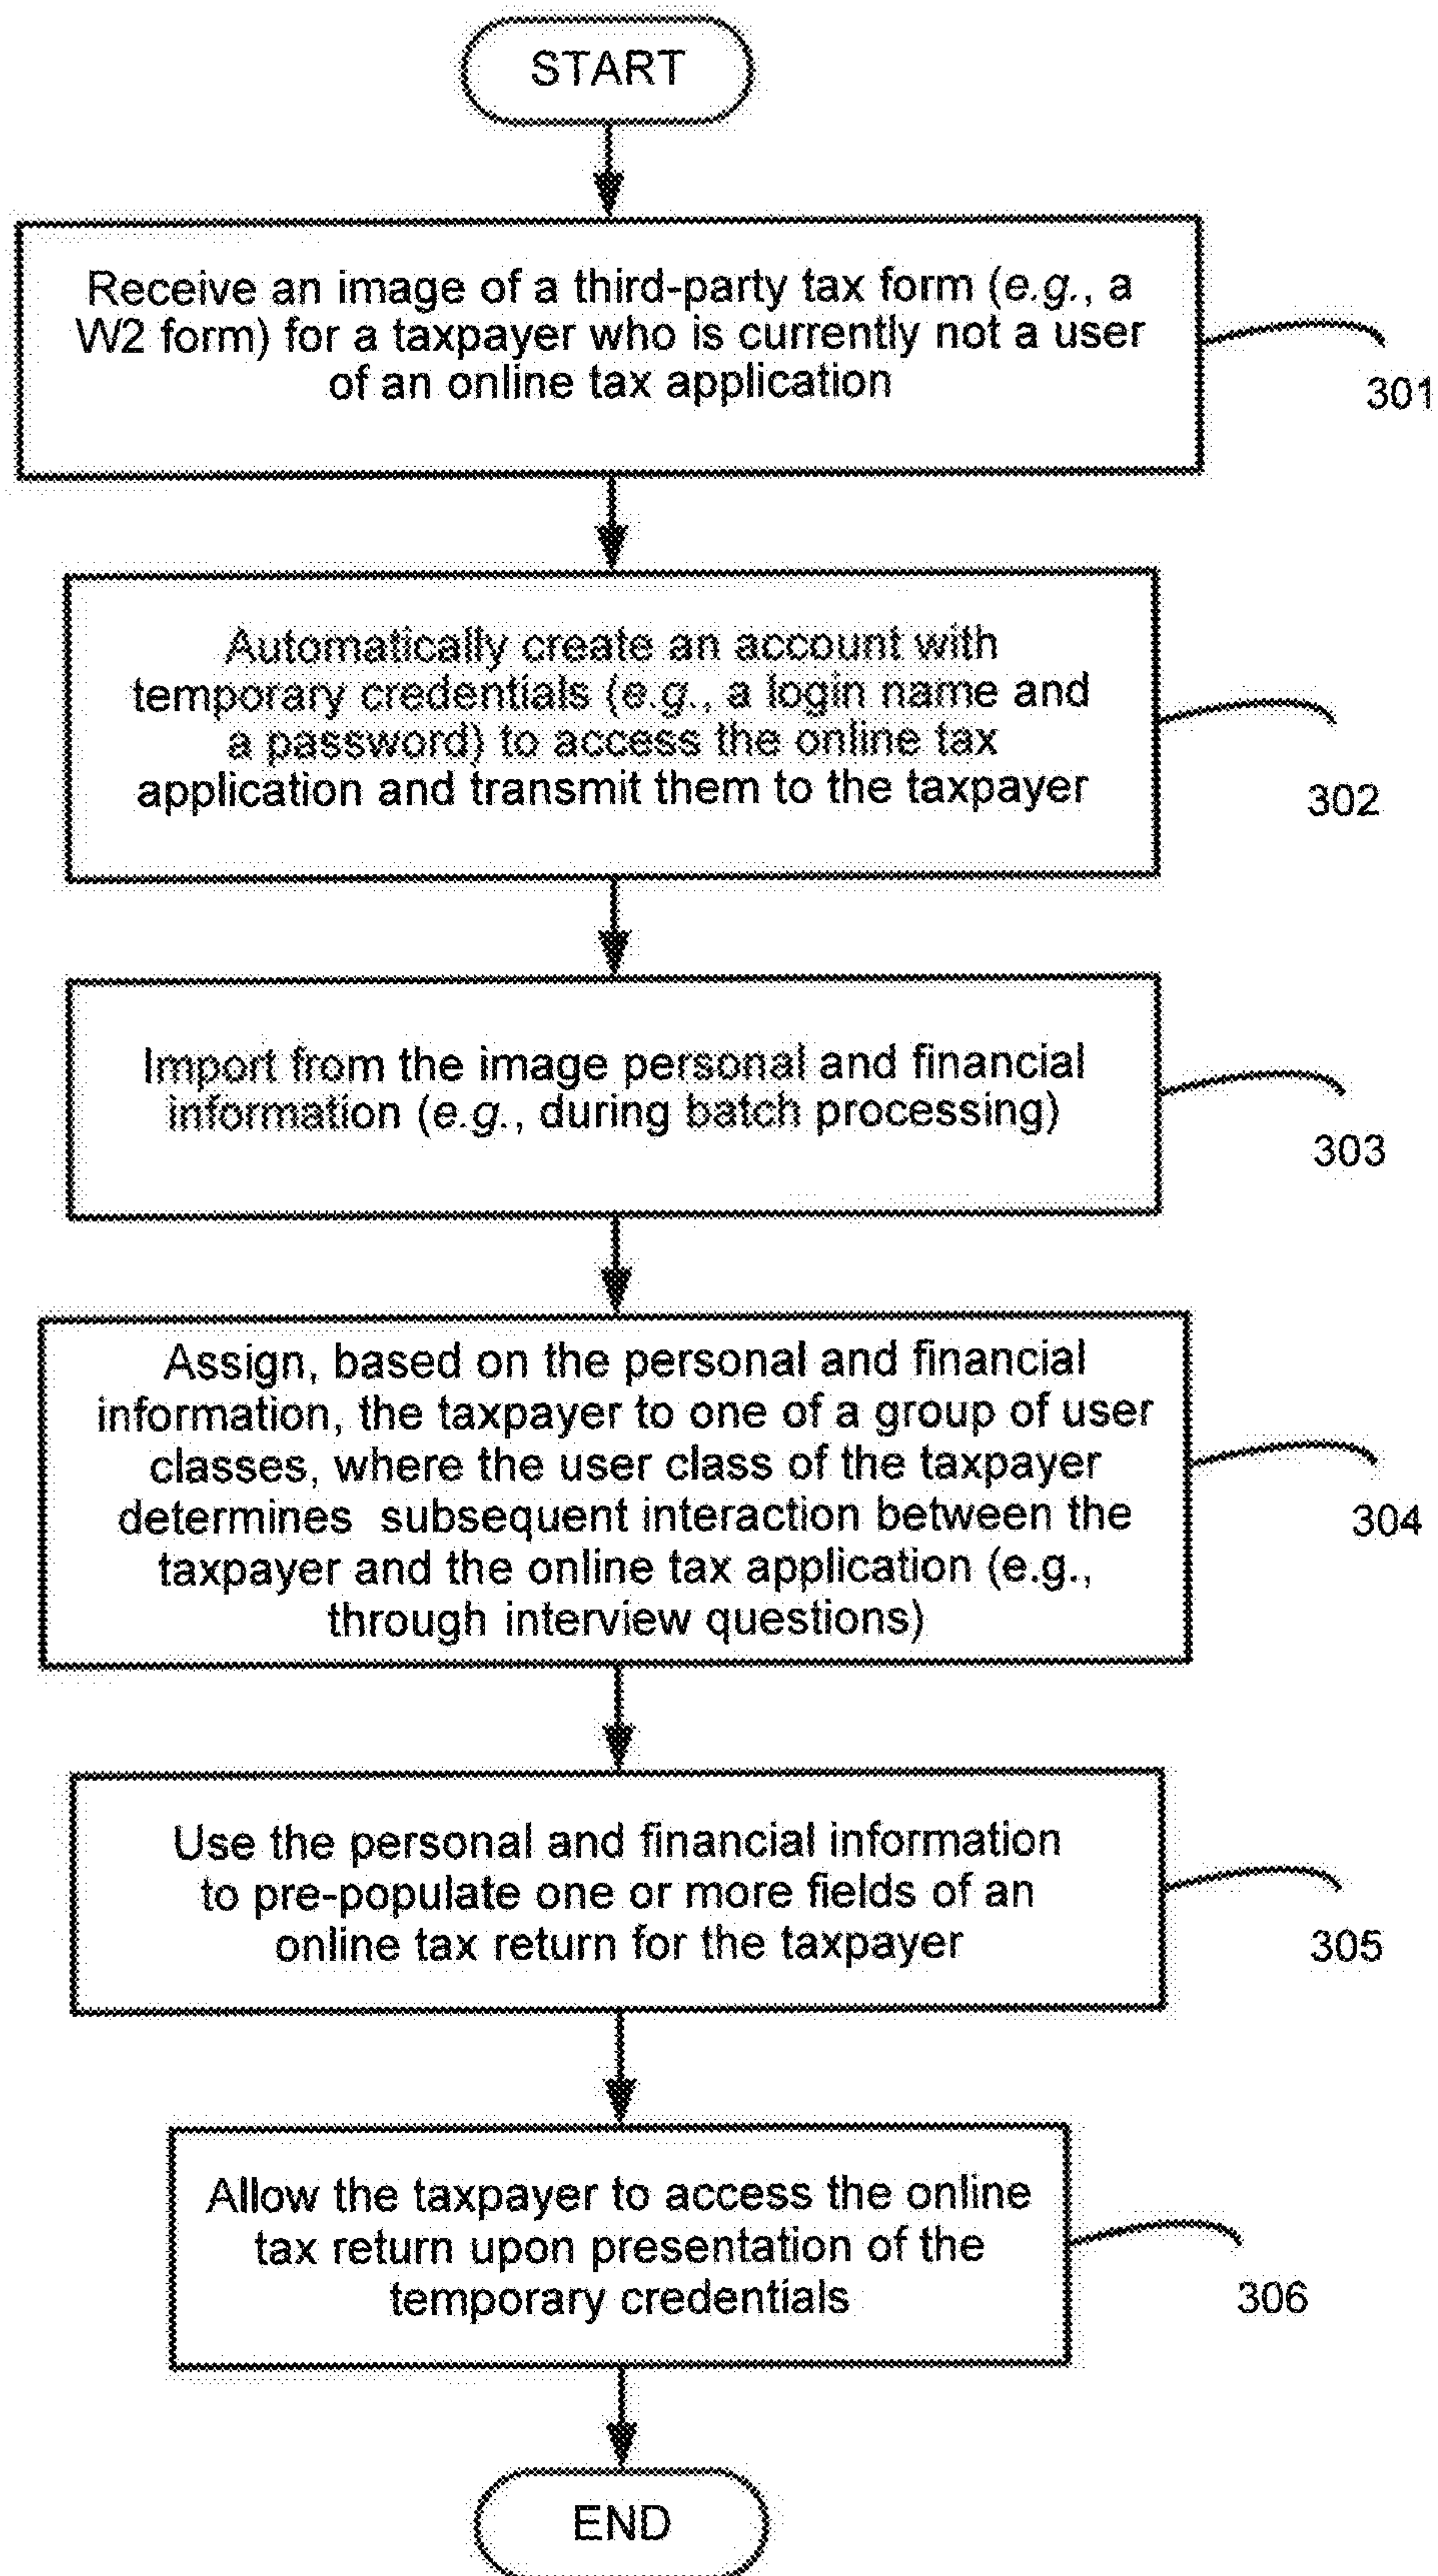 START
Receive an image of a third-party tax form (e.g., a
W2 form) for a taxpayer who is currently not a user
of an online tax application
301
Automatically create an account with
temporary credentials (e.g., a login name and
a password) to access the online tax
application and transmit them to the taxpayer
302
Import from the image personal and financial
information (e.g., during batch processing)
303
Assign, based on the personal and financial
information, the taxpayer to one of a group of user
classes, where the user class of the taxpayer
determines subsequent interaction between the
taxpayer and the online tax application (e.g.,
through interview questions)
304
Use the personal and financial information
to pre-populate one or more fields of an
online tax return for the taxpayer
305
Allow the taxpayer to access the online
tax return upon presentation of the
temporary credentials
306
END